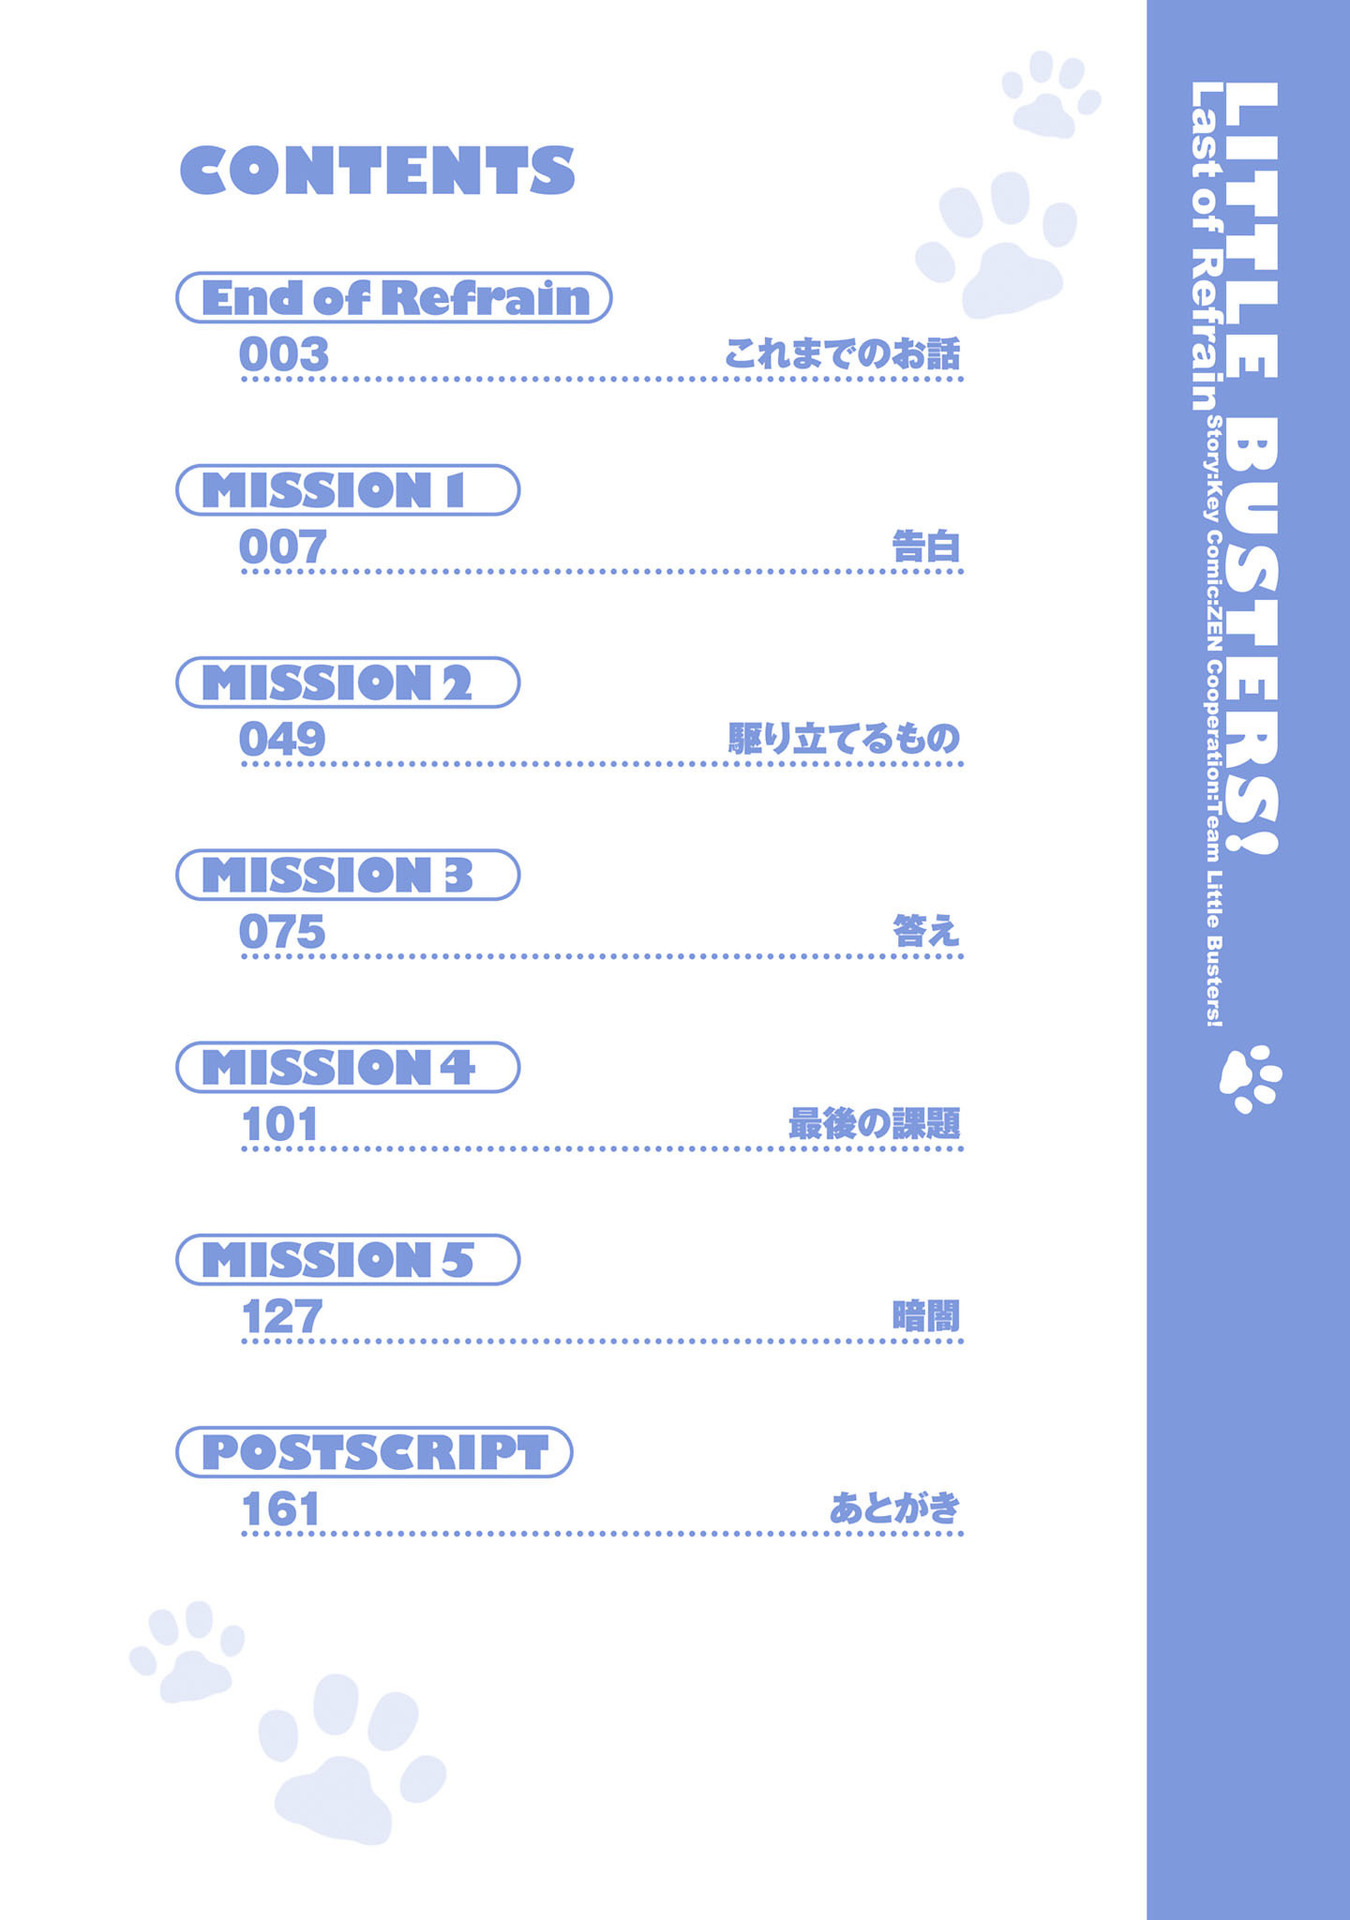 CONTENTS
End of Refrain
003 これまでのお話
MISSION 1
007 告白
MISSION 2
049 駆り立てるもの
MISSION 3
075 答え
MISSION 4
101 最後の課題
MISSION 5
127 暗闇
POSTSCRIPT
161 あとがき
LITTLE BUSTERS!
Last of Refrain Story:Key Comic:ZEN Cooperation:Team Little Busters!